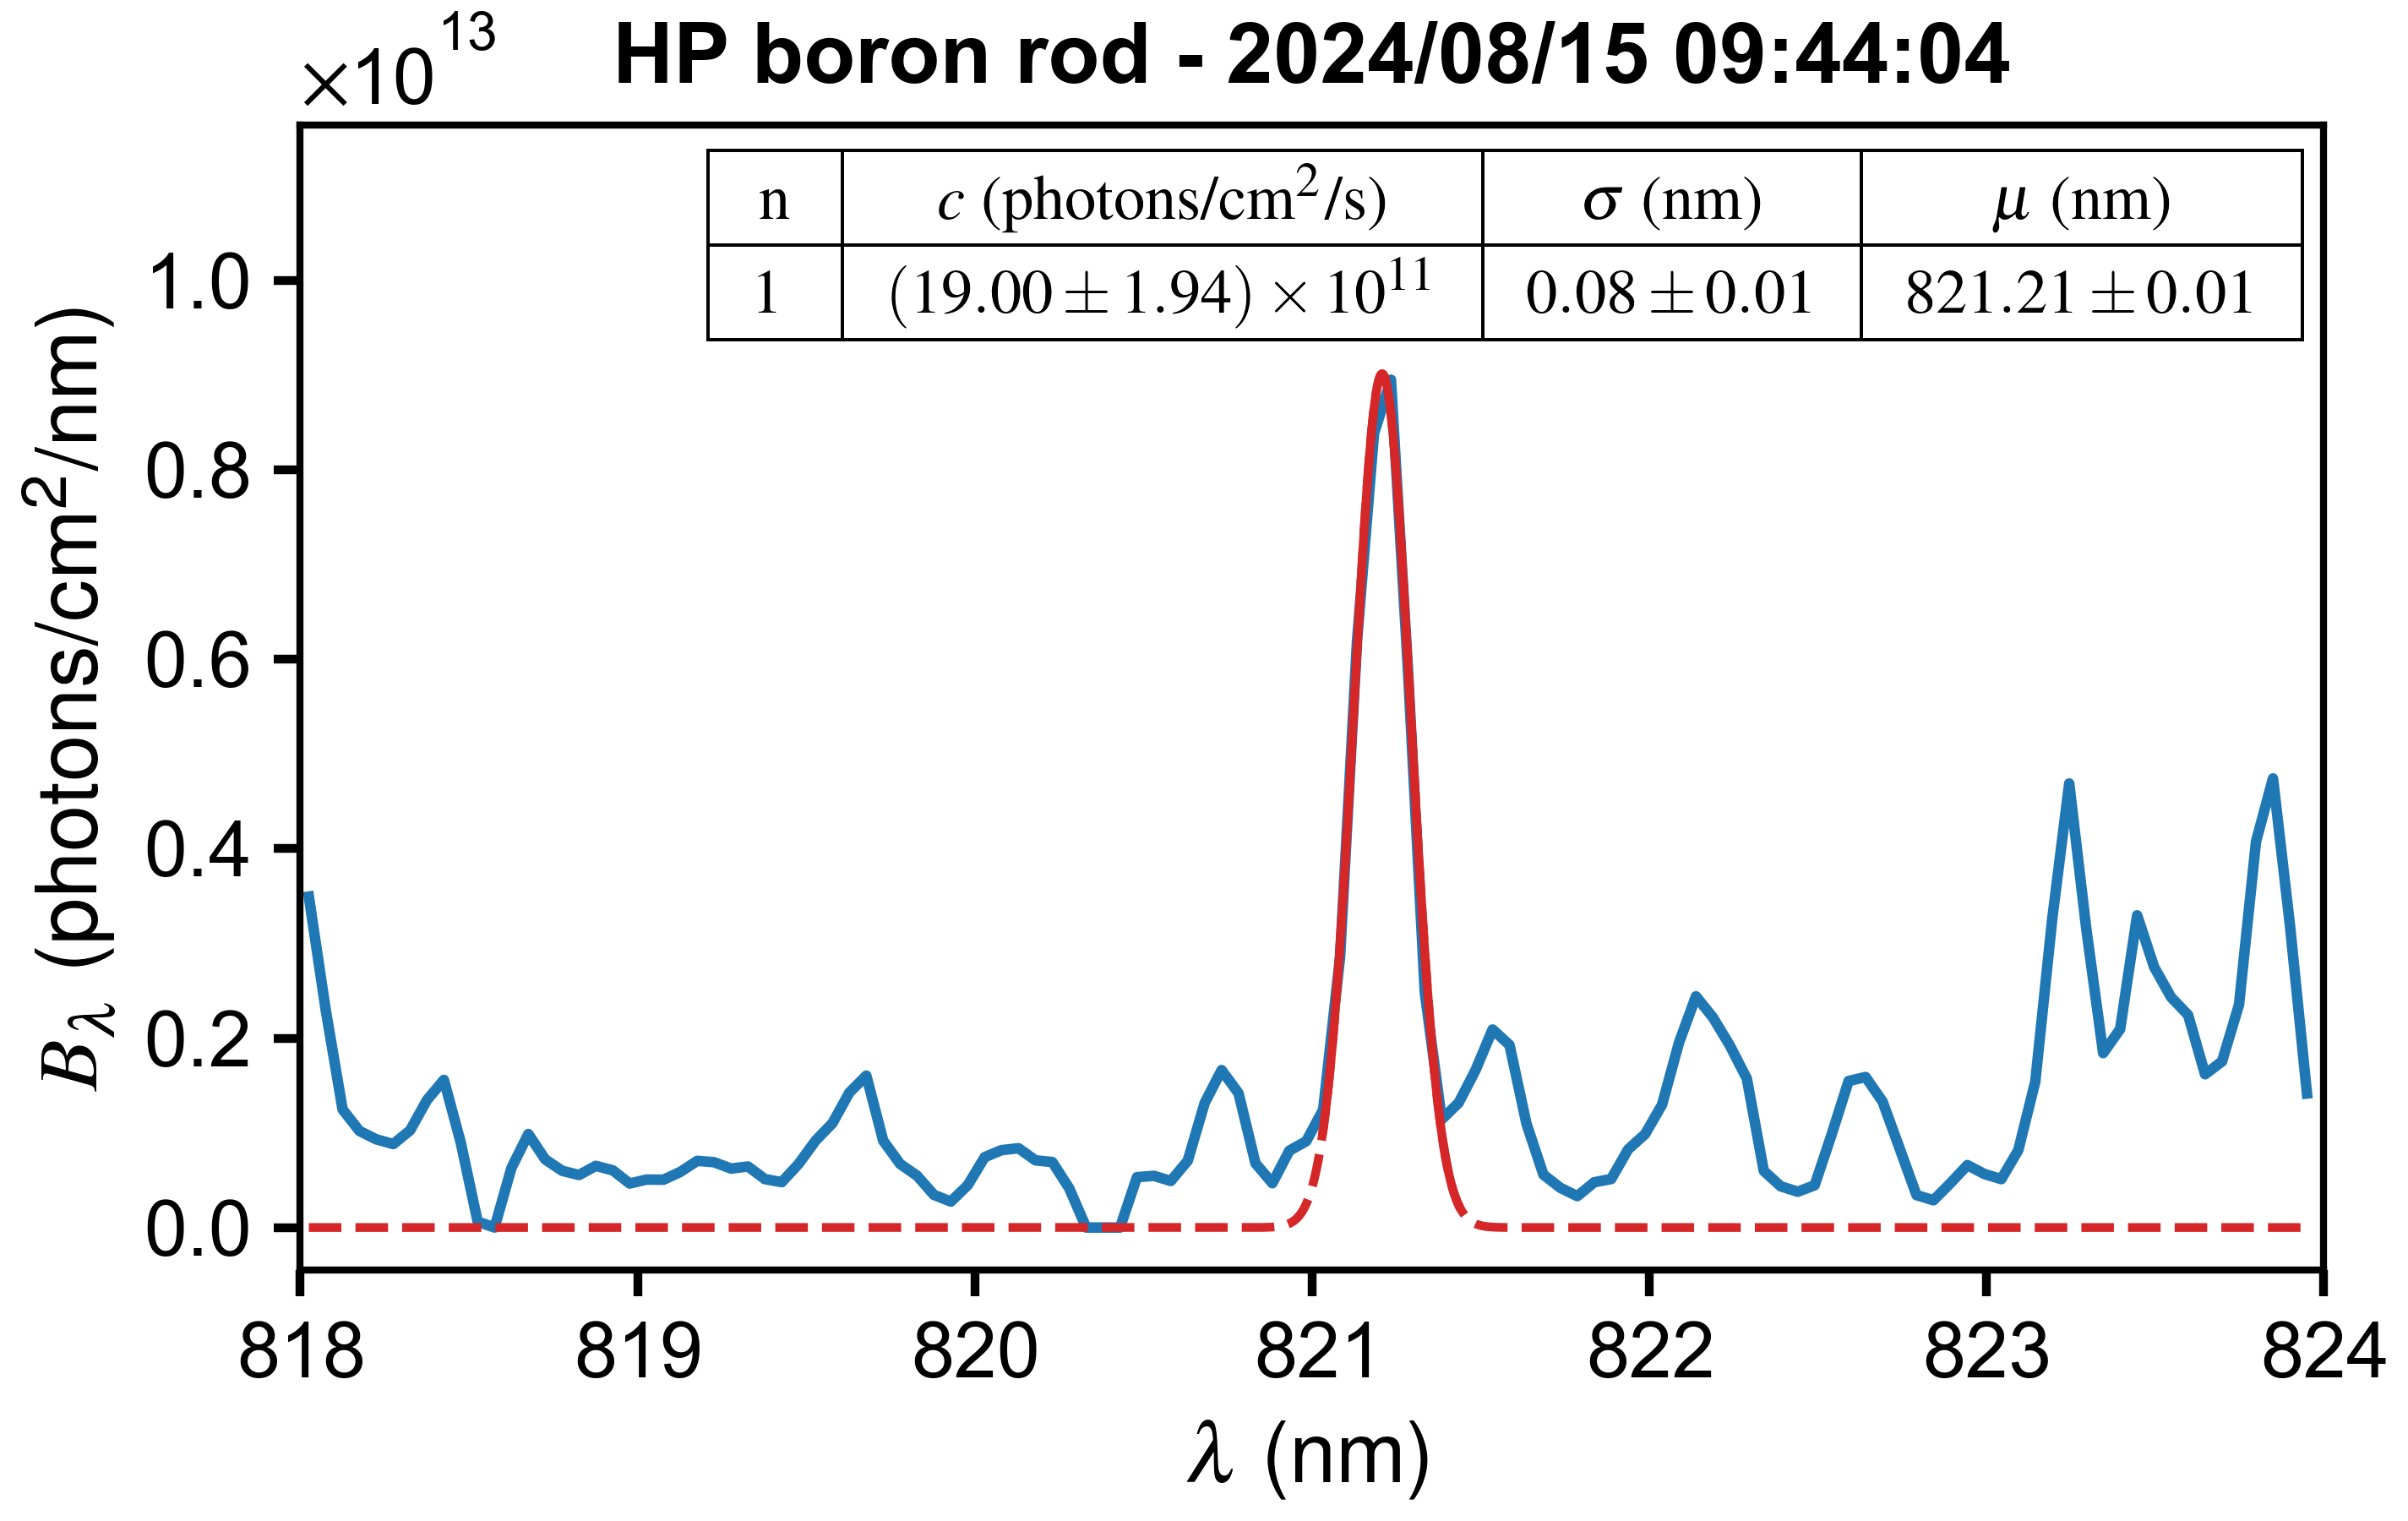 ×10¹³ HP boron rod - 2024/08/15 09:44:04
n c (photons/cm²/s) σ (nm) μ (nm)
1 (19.00 ± 1.94) × 10¹¹ 0.08 ± 0.01 821.21 ± 0.01
1.0
0.8
0.6
0.4
0.2
0.0
B_λ (photons/cm²/nm)
818 819 820 821 822 823 824
λ (nm)